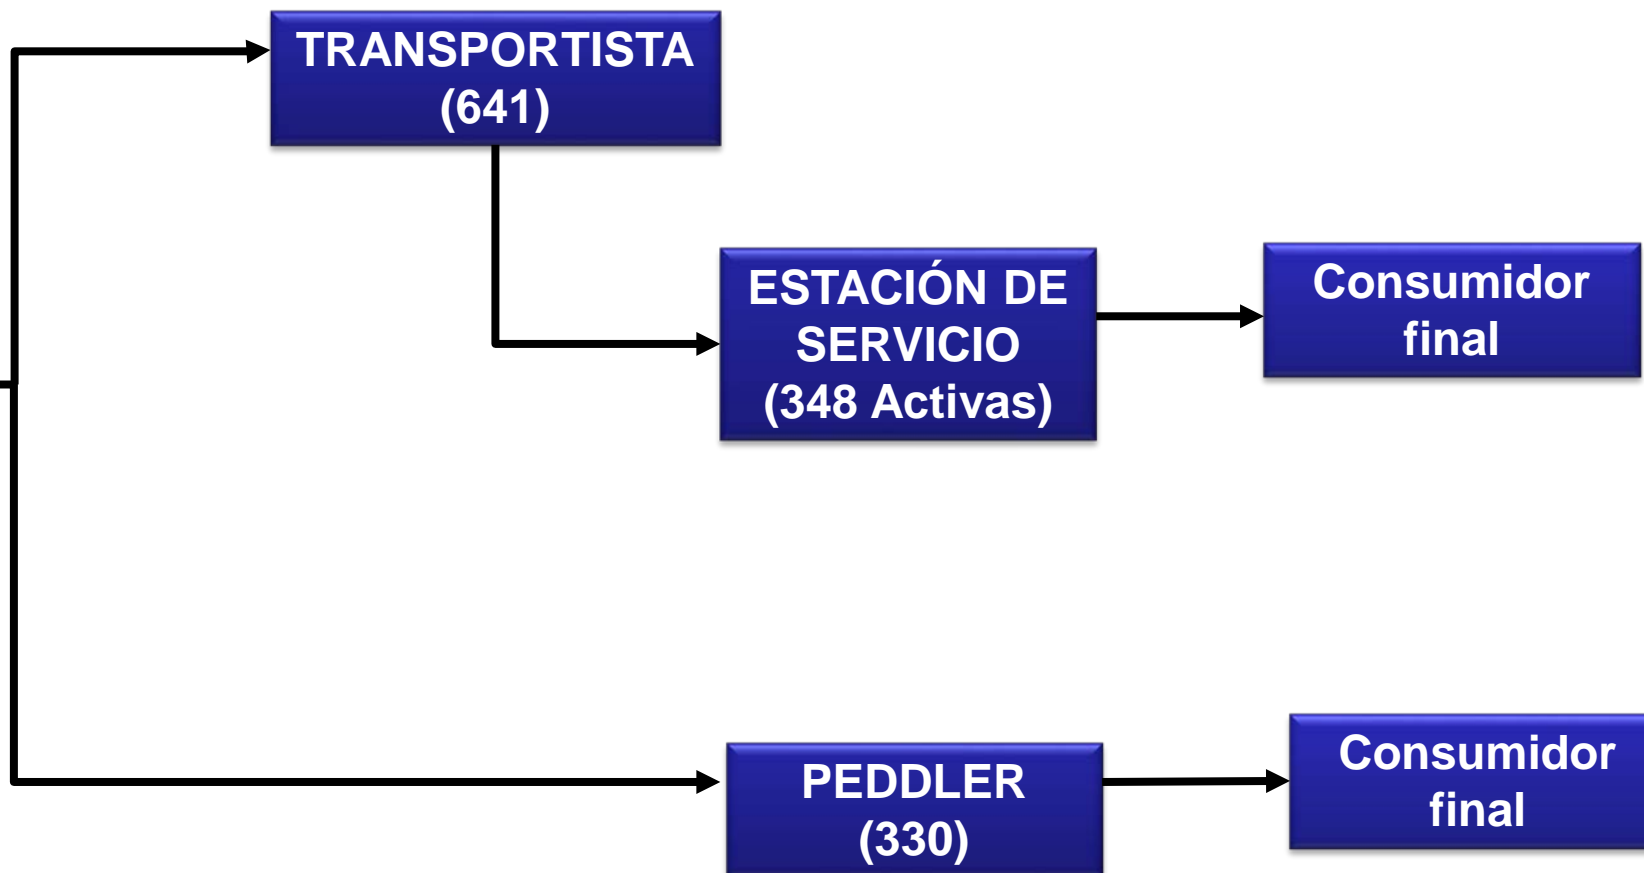 TRANSPORTISTA
(641)
ESTACIÓN DE
SERVICIO
(348 Activas)
Consumidor
final
PEDDLER
(330)
Consumidor
final